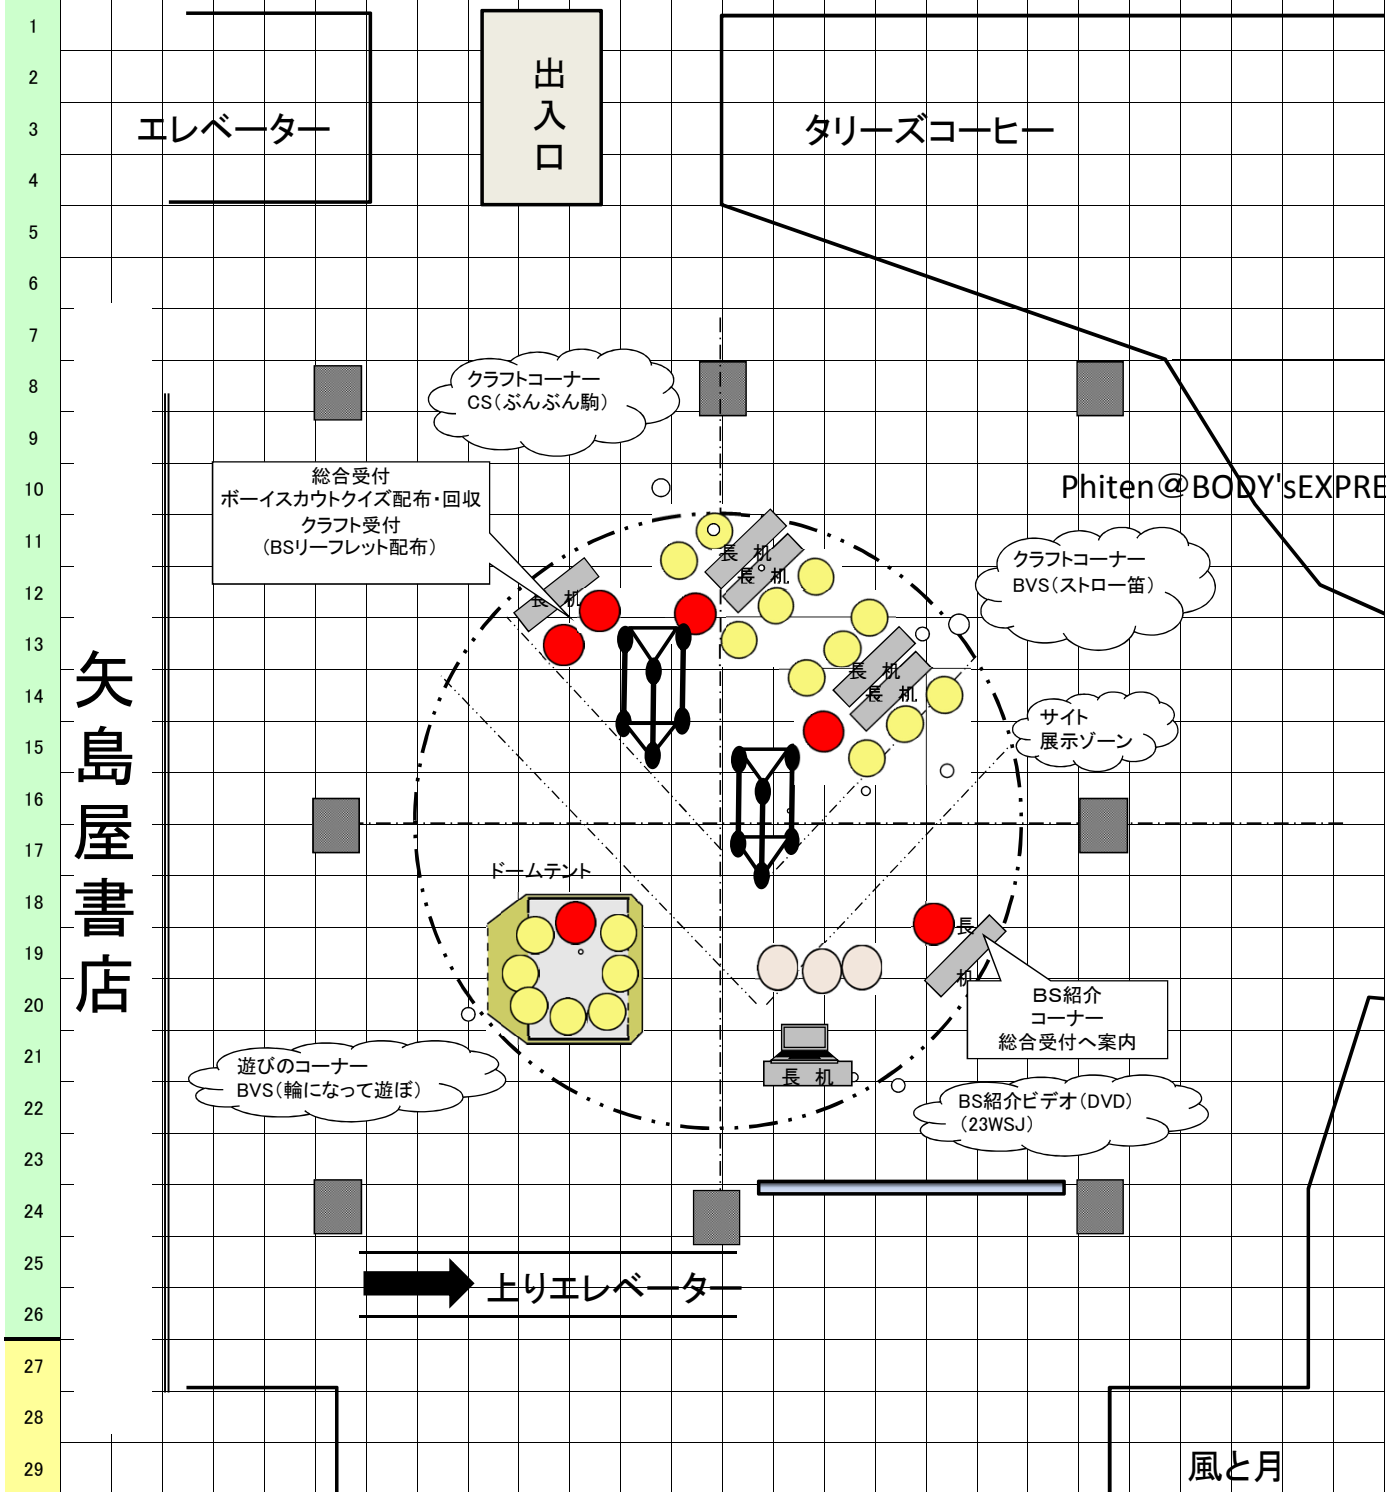 1
2
3
4
5
6
7
8
9
10
11
12
13
14
15
16
17
18
19
20
21
22
23
24
25
26
27
28
29
エレベーター
出入口
タリーズコーヒー
クラフトコーナー
CS(ぶんぶん駒)
総合受付
ボーイスカウトクイズ配布・回収
クラフト受付
(BSリーフレット配布)
Phiten@BODY'sEXPRE
長 机
長 机
長 机
クラフトコーナー
BVS(ストロー笛)
長 机
長 机
サイト
展示ゾーン
矢島屋書店
ドームテント
長 机
BS紹介
コーナー
総合受付へ案内
遊びのコーナー
BVS(輪になって遊ぼ)
長 机
BS紹介ビデオ(DVD)
(23WSJ)
上りエレベーター
風と月